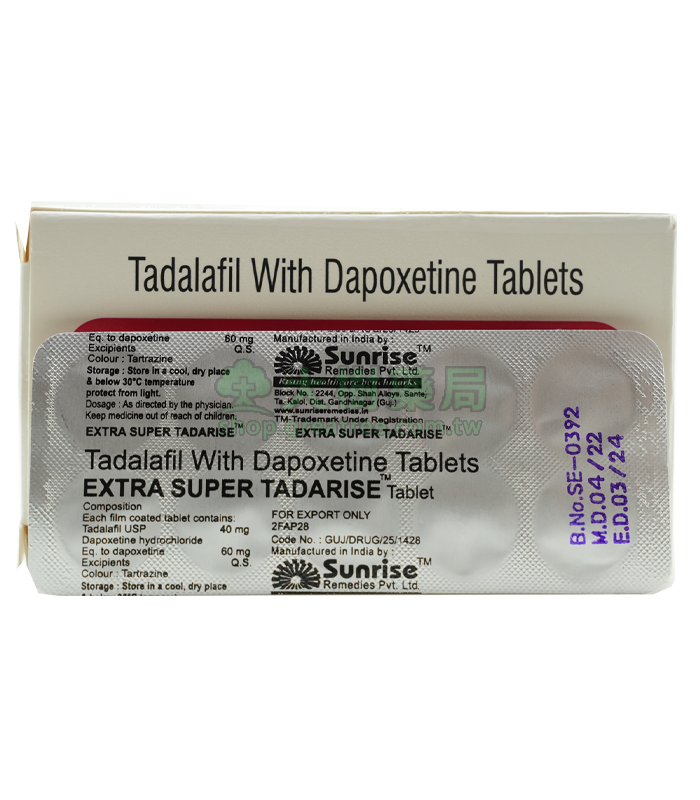 Tadalafil With Dapoxetine Tablets
Eq. to dapoxetine 60 mg
Excipients Q.S.
Colour : Tartrazine
Storage : Store in a cool, dry place
& below 30°C temperature
protect from light.
Dosage : As directed by the physician.
Keep medicine out of reach of children.
EXTRA SUPER TADARISE
Manufactured in India by :
Sunrise™
Remedies Pvt. Ltd.
Rising healthcare benchmarks
Block No. : 2244, Opp. Shah Alloys, Santej,
Ta. Kalol, Dist. Gandhinagar (Guj.)
www.sunriseremedies.in
TM-Trademark Under Registration
EXTRA SUPER TADARISE™
藥局
shop
.tw
Tadalafil With Dapoxetine Tablets
EXTRA SUPER TADARISE™ Tablet
Composition
Each film coated tablet contains:
Tadalafil USP 40 mg
Dapoxetine hydrochloride
Eq. to dapoxetine 60 mg
Excipients Q.S.
Colour : Tartrazine
Storage : Store in a cool, dry place
FOR EXPORT ONLY
2FAP28
Code No. : GUJ/DRUG/25/1428
Manufactured in India by :
Sunrise™
Remedies Pvt. Ltd.
B.No.SE-0392
M.D.04/22
E.D.03/24